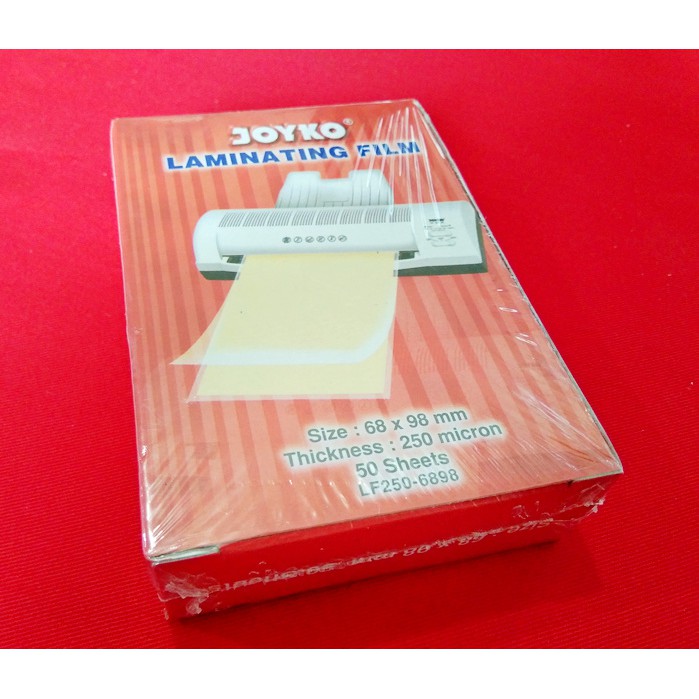 JOYKO®
LAMINATING FILM
Size : 68 x 98 mm
Thickness : 250 micron
50 Sheets
LF250-6898